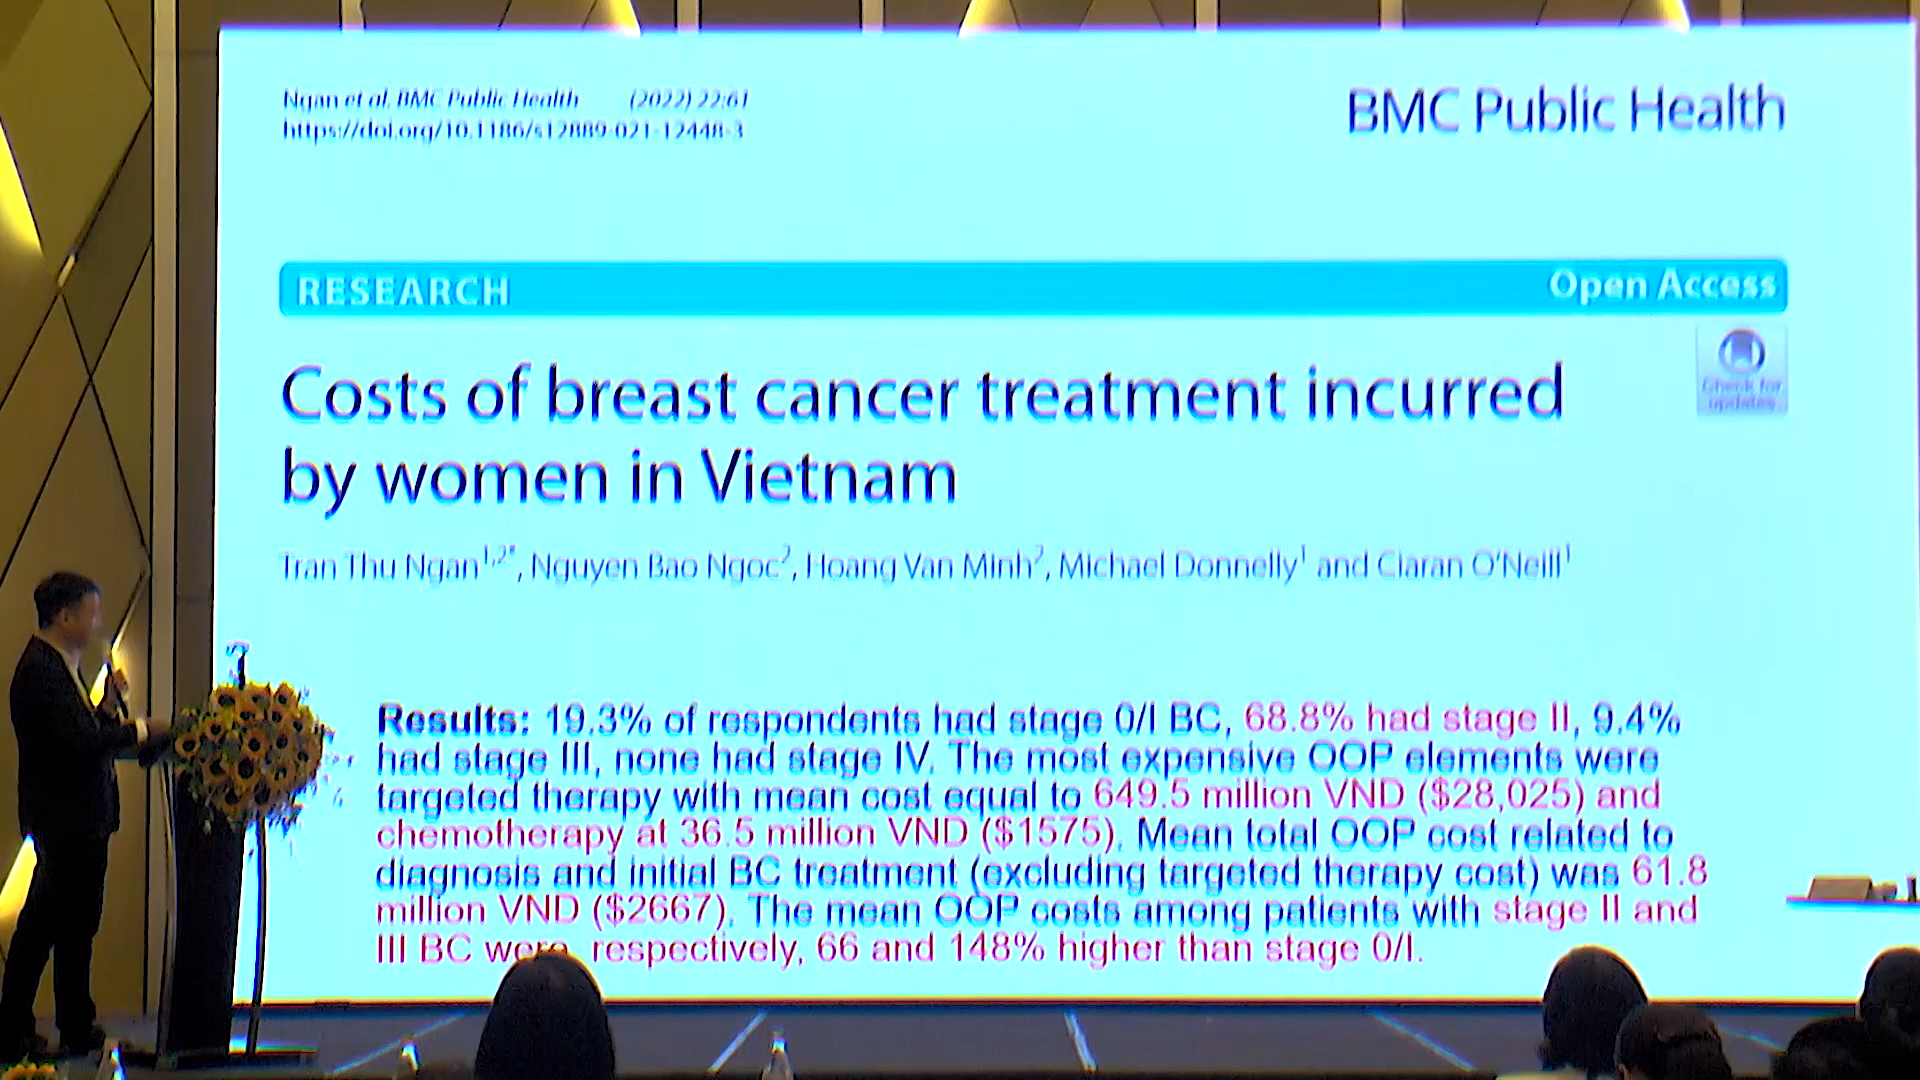 Ngan et al. BMC Public Health (2022) 22:61
https://doi.org/10.1186/s12889-021-12448-3
BMC Public Health
RESEARCH
Open Access
Check for
updates
Costs of breast cancer treatment incurred
by women in Vietnam
Tran Thu Ngan1,2*, Nguyen Bao Ngoc2, Hoang Van Minh2, Michael Donnelly1 and Ciaran O'Neill1
Results: 19.3% of respondents had stage 0/I BC, 68.8% had stage II, 9.4%
had stage III, none had stage IV. The most expensive OOP elements were
targeted therapy with mean cost equal to 649.5 million VND ($28,025) and
chemotherapy at 36.5 million VND ($1575). Mean total OOP cost related to
diagnosis and initial BC treatment (excluding targeted therapy cost) was 61.8
million VND ($2667). The mean OOP costs among patients with stage II and
III BC were, respectively, 66 and 148% higher than stage 0/I.